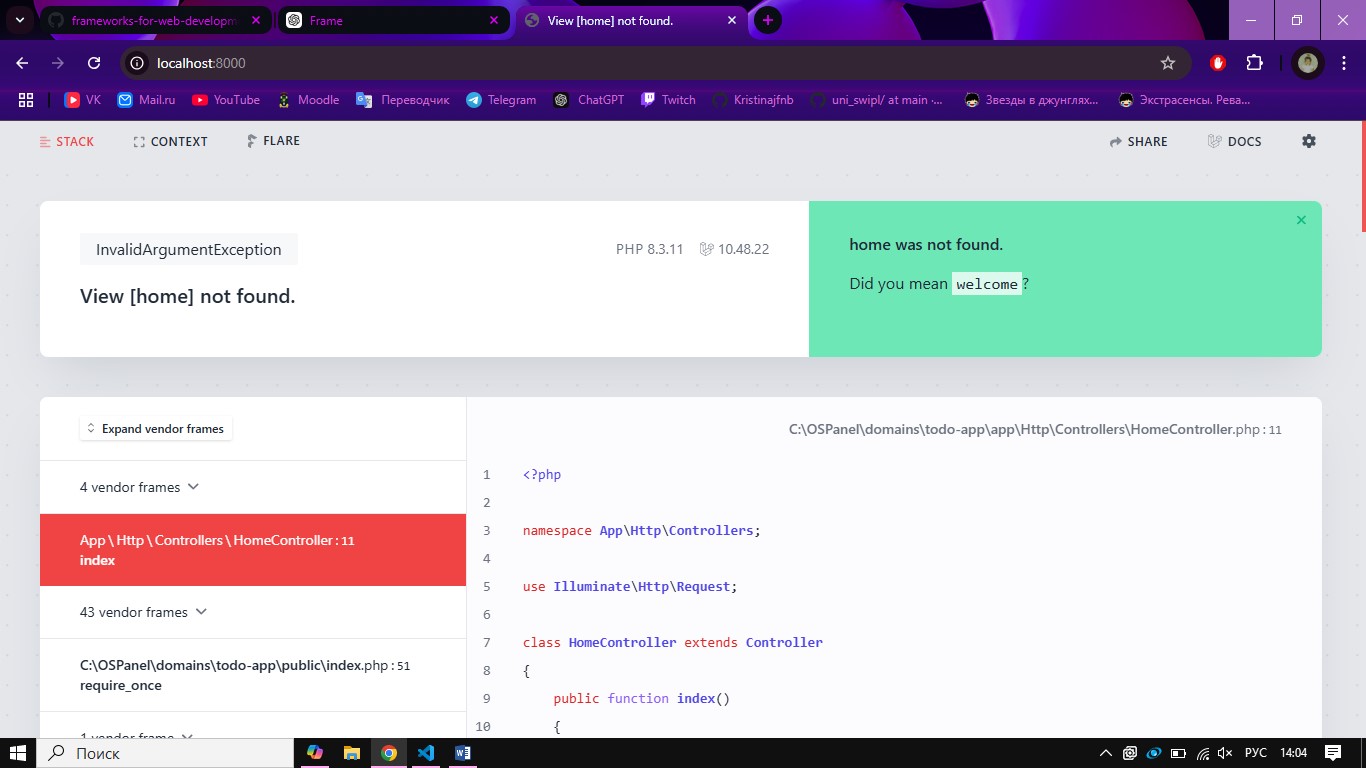 frameworks-for-web-developm
Frame
View [home] not found.
localhost:8000
VK
Mail.ru
YouTube
Moodle
Переводчик
Telegram
ChatGPT
Twitch
Kristinajfnb
uni_swipl/ at main ·...
Звезды в джунглях...
Экстрасенсы. Рева...
STACK
CONTEXT
FLARE
SHARE
DOCS
InvalidArgumentException
PHP 8.3.11
10.48.22
View [home] not found.
home was not found.
Did you mean welcome?
Expand vendor frames
4 vendor frames
App \ Http \ Controllers \ HomeController : 11
index
43 vendor frames
C:\OSPanel\domains\todo-app\public\index.php : 51
require_once
1 vendor frame
C:\OSPanel\domains\todo-app\app\Http\Controllers\HomeController.php : 11
1 <?php
2
3 namespace App\Http\Controllers;
4
5 use Illuminate\Http\Request;
6
7 class HomeController extends Controller
8 {
9 public function index()
10 {
Поиск
РУС
14:04